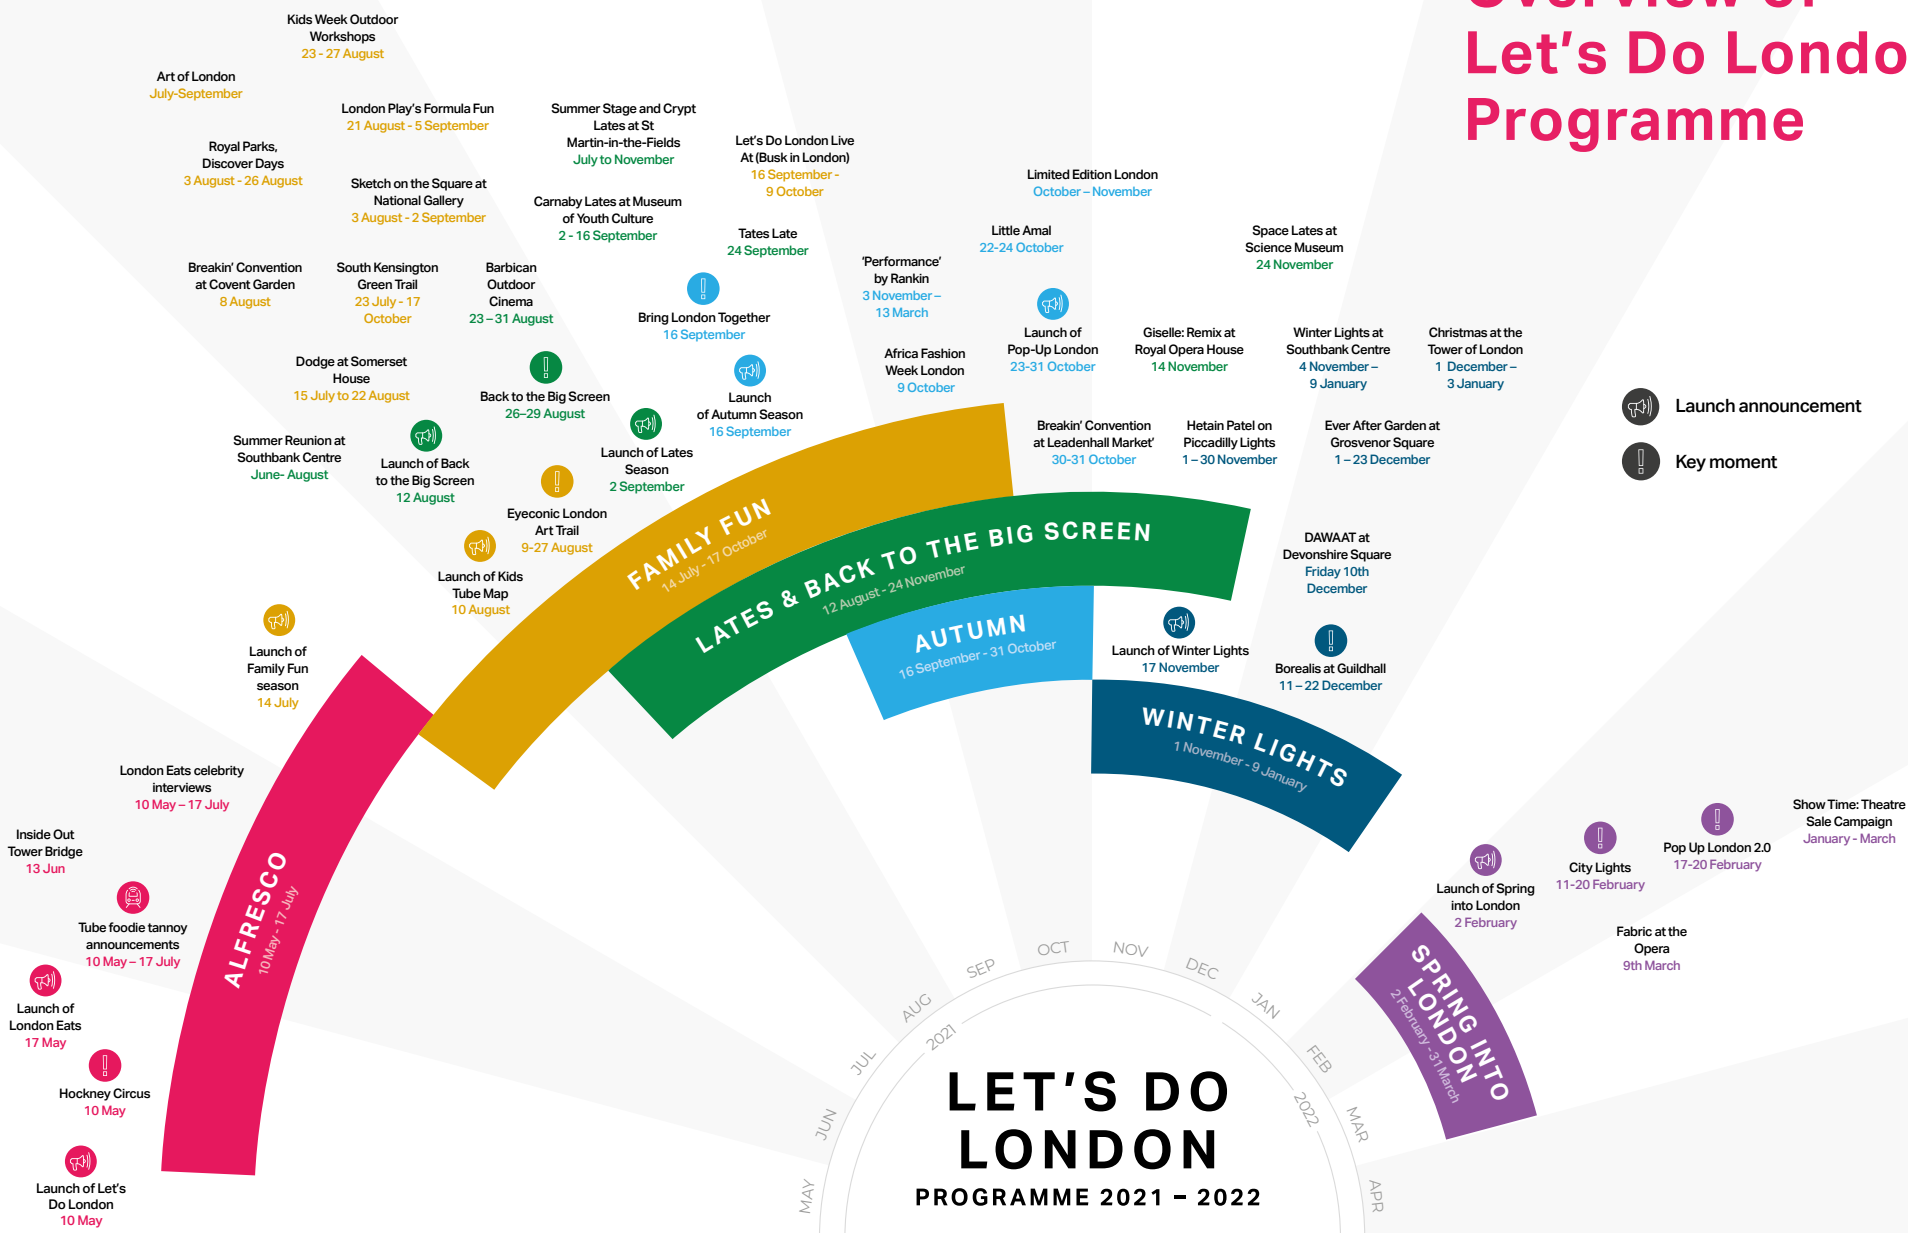 Overview of
Let's Do Londo
Programme
Kids Week Outdoor
Workshops
23 - 27 August
Art of London
July-September
London Play's Formula Fun
21 August - 5 September
Summer Stage and Crypt
Lates at St
Martin-in-the-Fields
July to November
Let's Do London Live
At (Busk in London)
16 September -
9 October
Royal Parks,
Discover Days
3 August - 26 August
Sketch on the Square at
National Gallery
3 August - 2 September
Carnaby Lates at Museum
of Youth Culture
2 - 16 September
Limited Edition London
October – November
Tates Late
24 September
Little Amal
22-24 October
Space Lates at
Science Museum
24 November
Breakin' Convention
at Covent Garden
8 August
South Kensington
Green Trail
23 July - 17
October
Barbican
Outdoor
Cinema
23 – 31 August
Bring London Together
16 September
'Performance'
by Rankin
3 November –
13 March
Launch of
Pop-Up London
23-31 October
Giselle: Remix at
Royal Opera House
14 November
Winter Lights at
Southbank Centre
4 November –
9 January
Christmas at the
Tower of London
1 December –
3 January
Dodge at Somerset
House
15 July to 22 August
Back to the Big Screen
26–29 August
Launch
of Autumn Season
16 September
Africa Fashion
Week London
9 October
Launch announcement
Key moment
Summer Reunion at
Southbank Centre
June- August
Launch of Back
to the Big Screen
12 August
Launch of Lates
Season
2 September
Breakin' Convention
at Leadenhall Market'
30-31 October
Hetain Patel on
Piccadilly Lights
1 – 30 November
Ever After Garden at
Grosvenor Square
1 – 23 December
Eyeconic London
Art Trail
9-27 August
Launch of Kids
Tube Map
10 August
DAWAAT at
Devonshire Square
Friday 10th
December
Launch of
Family Fun
season
14 July
Launch of Winter Lights
17 November
Borealis at Guildhall
11 – 22 December
FAMILY FUN
14 July - 17 October
LATES & BACK TO THE BIG SCREEN
12 August - 24 November
AUTUMN
16 September - 31 October
WINTER LIGHTS
1 November - 9 January
London Eats celebrity
interviews
10 May – 17 July
Inside Out
Tower Bridge
13 Jun
Tube foodie tannoy
announcements
10 May – 17 July
Launch of
London Eats
17 May
Hockney Circus
10 May
Launch of Let's
Do London
10 May
ALFRESCO
10 May - 17 July
Launch of Spring
into London
2 February
City Lights
11-20 February
Pop Up London 2.0
17-20 February
Show Time: Theatre
Sale Campaign
January - March
Fabric at the
Opera
9th March
SPRING INTO
LONDON
2 February - 31 March
MAY
JUN
JUL
AUG
SEP
OCT
NOV
DEC
JAN
FEB
MAR
APR
2021
2022
LET'S DO
LONDON
PROGRAMME 2021 – 2022